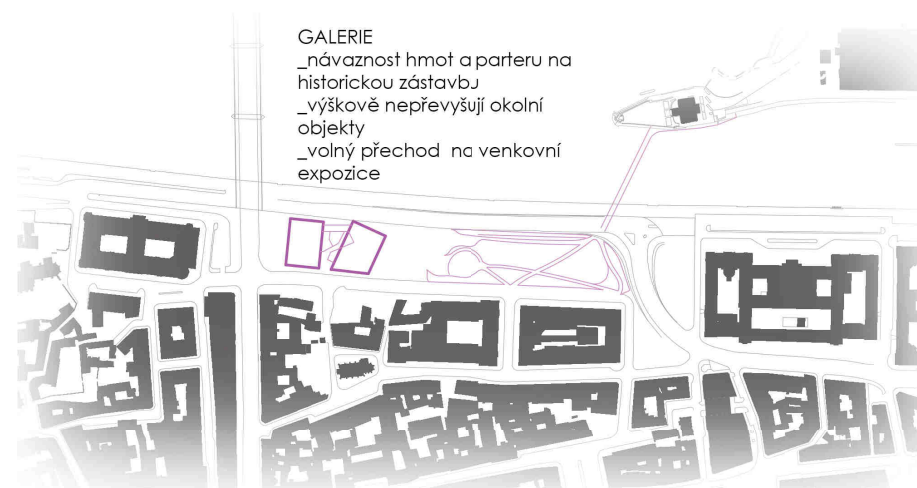 GALERIE
_návaznost hmot a parteru na
historickou zástavbu
_výškově nepřevyšují okolní
objekty
_volný přechod na venkovní
expozice